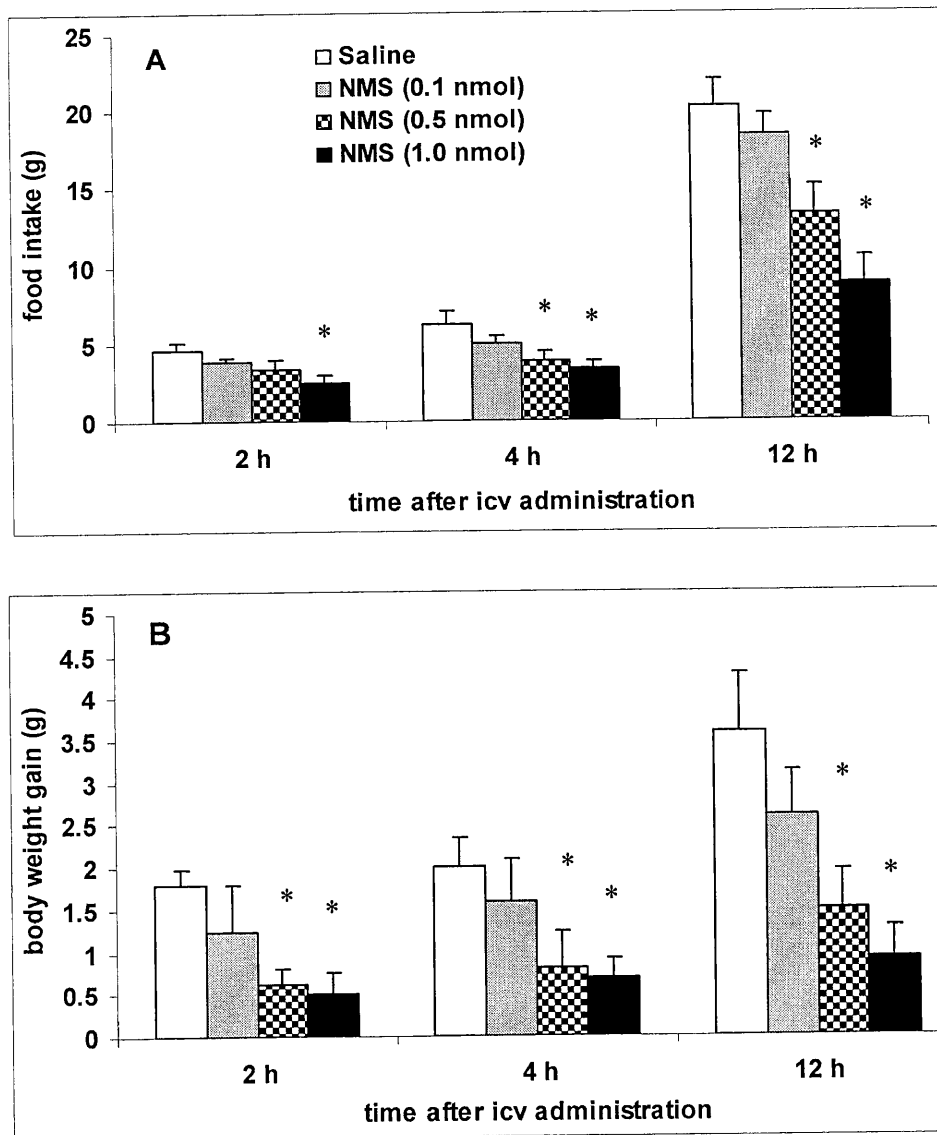 A
Saline
NMS (0.1 nmol)
NMS (0.5 nmol)
NMS (1.0 nmol)
25
20
15
10
5
0
food intake (g)
*
*
*
*
*
2 h
4 h
12 h
time after icv administration
B
5
4.5
4
3.5
3
2.5
2
1.5
1
0.5
0
body weight gain (g)
*
*
*
*
*
*
2 h
4 h
12 h
time after icv administration